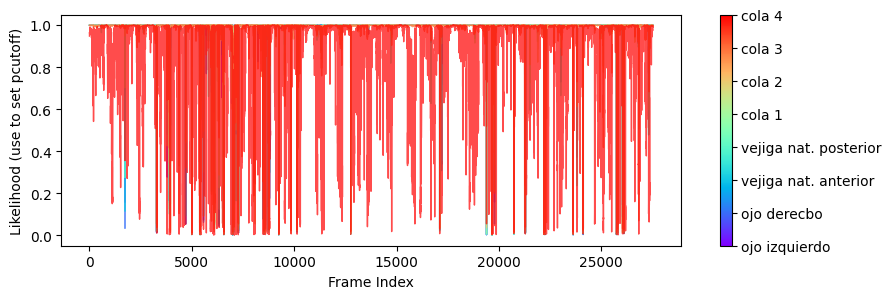 Likelihood (use to set pcutoff)
1.0
0.8
0.6
0.4
0.2
0.0
0
5000
10000
15000
20000
25000
Frame Index
cola 4
cola 3
cola 2
cola 1
vejiga nat. posterior
vejiga nat. anterior
ojo derecbo
ojo izquierdo